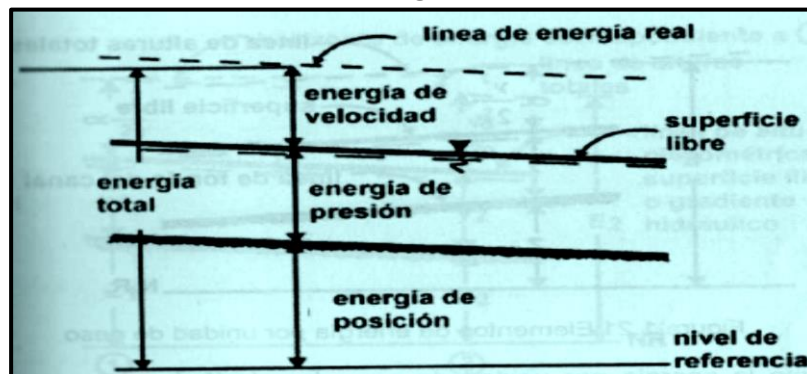 línea de energía real
energía de
velocidad
superficie
libre
energía
total
energía de
presión
energía de
posición
nivel de
referencia